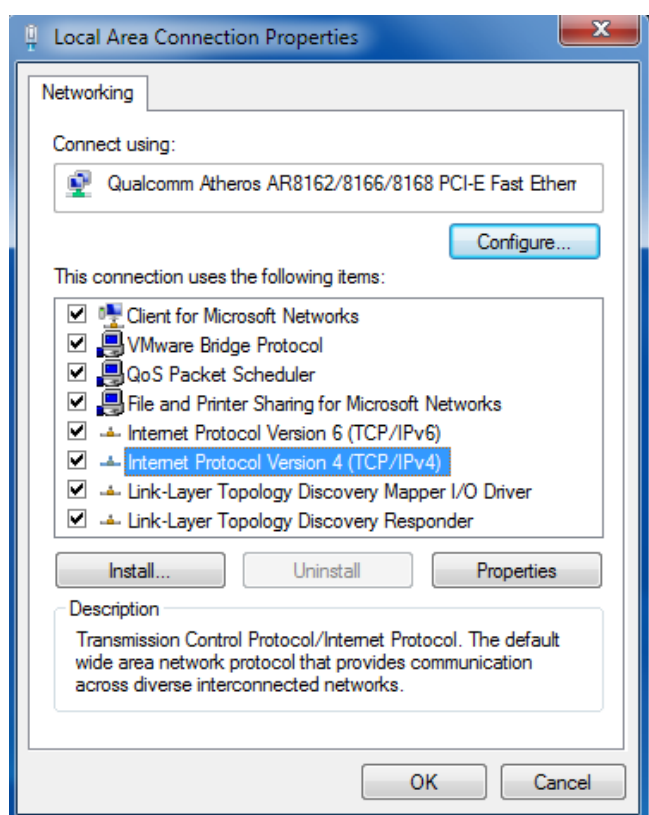 Local Area Connection Properties
Networking
Connect using:
Qualcomm Atheros AR8162/8166/8168 PCI-E Fast Ethern
Configure...
This connection uses the following items:
Client for Microsoft Networks
VMware Bridge Protocol
QoS Packet Scheduler
File and Printer Sharing for Microsoft Networks
Internet Protocol Version 6 (TCP/IPv6)
Internet Protocol Version 4 (TCP/IPv4)
Link-Layer Topology Discovery Mapper I/O Driver
Link-Layer Topology Discovery Responder
Install... Uninstall Properties
Description
Transmission Control Protocol/Internet Protocol. The default
wide area network protocol that provides communication
across diverse interconnected networks.
OK Cancel